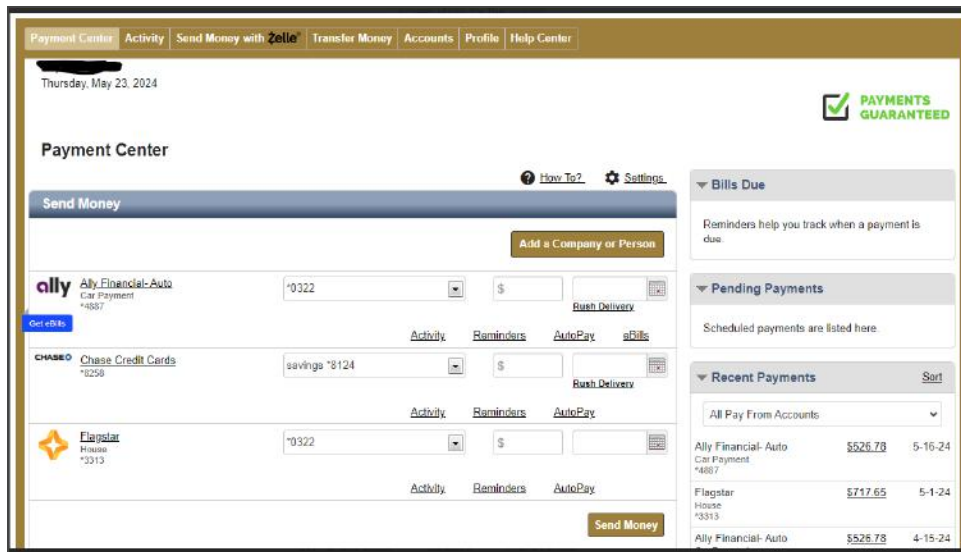 Payment Center Activity Send Money with Zelle® Transfer Money Accounts Profile Help Center
Thursday, May 23, 2024
PAYMENTS
GUARANTEED
Payment Center
How To? Settings
Send Money
Add a Company or Person
ally Ally Financial- Auto *0322 $
Car Payment
*4887
Rush Delivery
Get eBills
Activity Reminders AutoPay eBills
CHASE Chase Credit Cards savings *8124 $
*8258
Rush Delivery
Activity Reminders AutoPay
Flagstar *0322 $
House
*3313
Activity Reminders AutoPay
Send Money
Bills Due
Reminders help you track when a payment is
due.
Pending Payments
Scheduled payments are listed here.
Recent Payments Sort
All Pay From Accounts
Ally Financial- Auto $526.78 5-16-24
Car Payment
*4887
Flagstar $717.65 5-1-24
House
*3313
Ally Financial- Auto $526.78 4-15-24